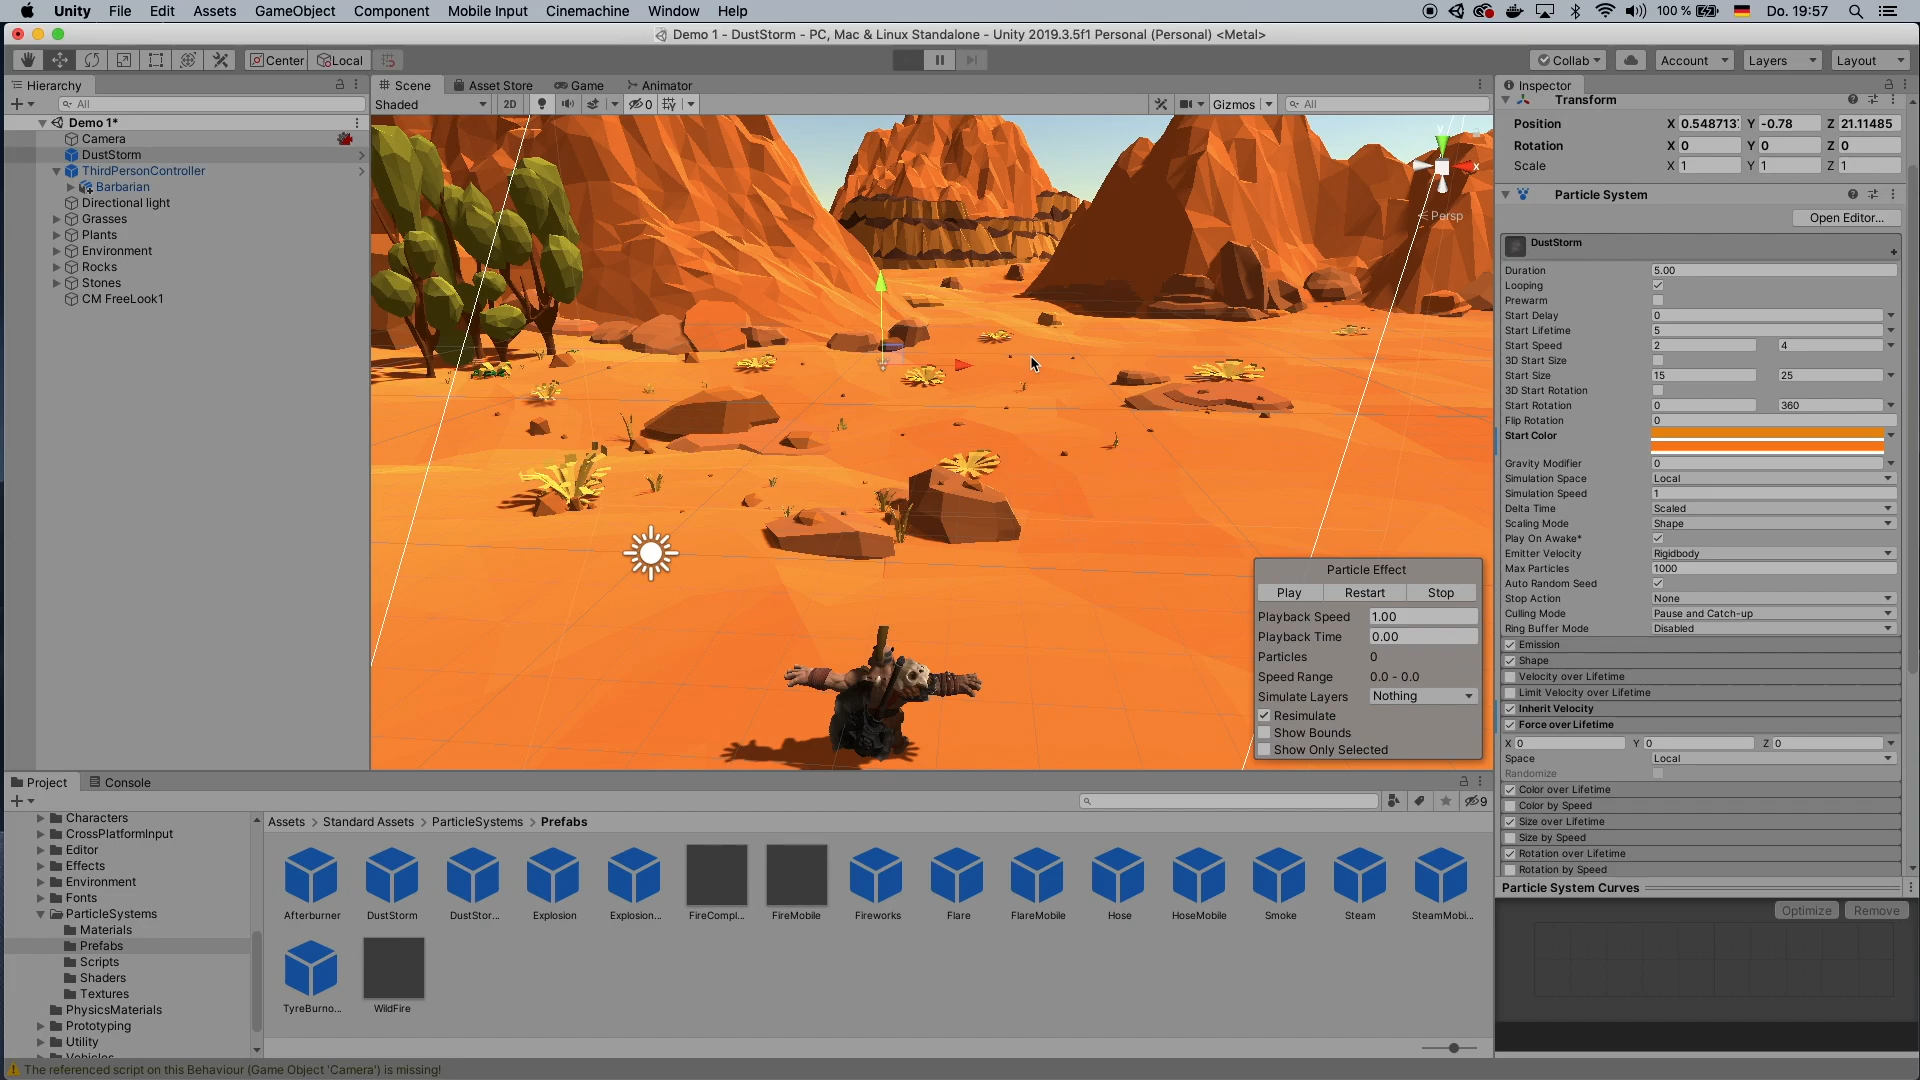 Unity File Edit Assets GameObject Component Mobile Input Cinemachine Window Help 100 % Do. 19:57
Demo 1 - DustStorm - PC, Mac & Linux Standalone - Unity 2019.3.5f1 Personal (Personal) <Metal>
Center Local Collab Account Layers Layout
Hierarchy
All
Demo 1*
Camera
DustStorm
ThirdPersonController
Barbarian
Directional light
Grasses
Plants
Environment
Rocks
Stones
CM FreeLook1
Scene Asset Store Game Animator
Shaded 2D 0 Gizmos All
y
x
Persp
Particle Effect
Play Restart Stop
Playback Speed 1.00
Playback Time 0.00
Particles 0
Speed Range 0.0 - 0.0
Simulate Layers Nothing
Resimulate
Show Bounds
Show Only Selected
Inspector
Transform
Position X 0.548713 Y -0.78 Z 21.11485
Rotation X 0 Y 0 Z 0
Scale X 1 Y 1 Z 1
Particle System
Open Editor...
DustStorm
Duration 5.00
Looping
Prewarm
Start Delay 0
Start Lifetime 5
Start Speed 2 4
3D Start Size
Start Size 15 25
3D Start Rotation
Start Rotation 0 360
Flip Rotation 0
Start Color
Gravity Modifier 0
Simulation Space Local
Simulation Speed 1
Delta Time Scaled
Scaling Mode Shape
Play On Awake*
Emitter Velocity Rigidbody
Max Particles 1000
Auto Random Seed
Stop Action None
Culling Mode Pause and Catch-up
Ring Buffer Mode Disabled
Emission
Shape
Velocity over Lifetime
Limit Velocity over Lifetime
Inherit Velocity
Force over Lifetime
X 0 Y 0 Z 0
Space Local
Randomize
Color over Lifetime
Color by Speed
Size over Lifetime
Size by Speed
Rotation over Lifetime
Rotation by Speed
Particle System Curves
Optimize Remove
Project Console
9
Characters
CrossPlatformInput
Editor
Effects
Environment
Fonts
ParticleSystems
Materials
Prefabs
Scripts
Shaders
Textures
PhysicsMaterials
Prototyping
Utility
Vehicles
Assets > Standard Assets > ParticleSystems > Prefabs
Afterburner DustStorm DustStor... Explosion Explosion... FireCompl... FireMobile Fireworks Flare FlareMobile Hose HoseMobile Smoke Steam SteamMobi...
TyreBurno... WildFire
The referenced script on this Behaviour (Game Object 'Camera') is missing!